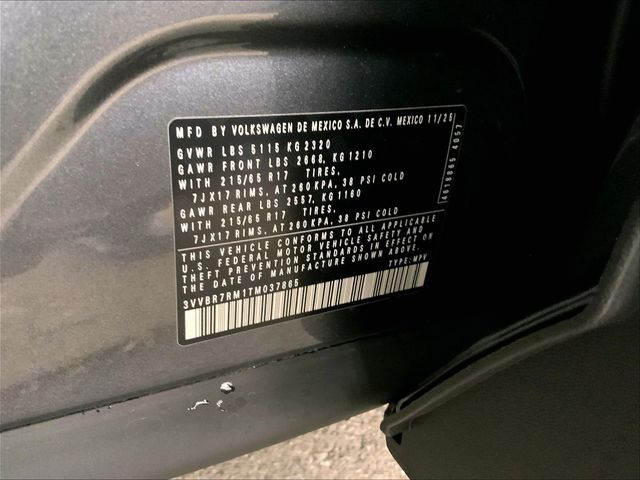 MFD BY VOLKSWAGEN DE MEXICO S.A. DE C.V. MEXICO 11/25
GVWR LBS 5115 KG 2320
GAWR FRONT LBS 2668, KG 1210
WITH 215/65 R17 TIRES,
7JX17 RIMS, AT 260 KPA, 38 PSI COLD
GAWR REAR LBS 2557, KG 1160
WITH 215/65 R17 TIRES,
7JX17 RIMS, AT 260 KPA, 38 PSI COLD
THIS VEHICLE CONFORMS TO ALL APPLICABLE
U.S. FEDERAL MOTOR VEHICLE SAFETY AND
THEFT PREVENTION STANDARDS IN EFFECT ON
THE DATE OF MANUFACTURE SHOWN ABOVE.
3VVBR7RM1TM037865 TYPE: MPV
4618865 4057